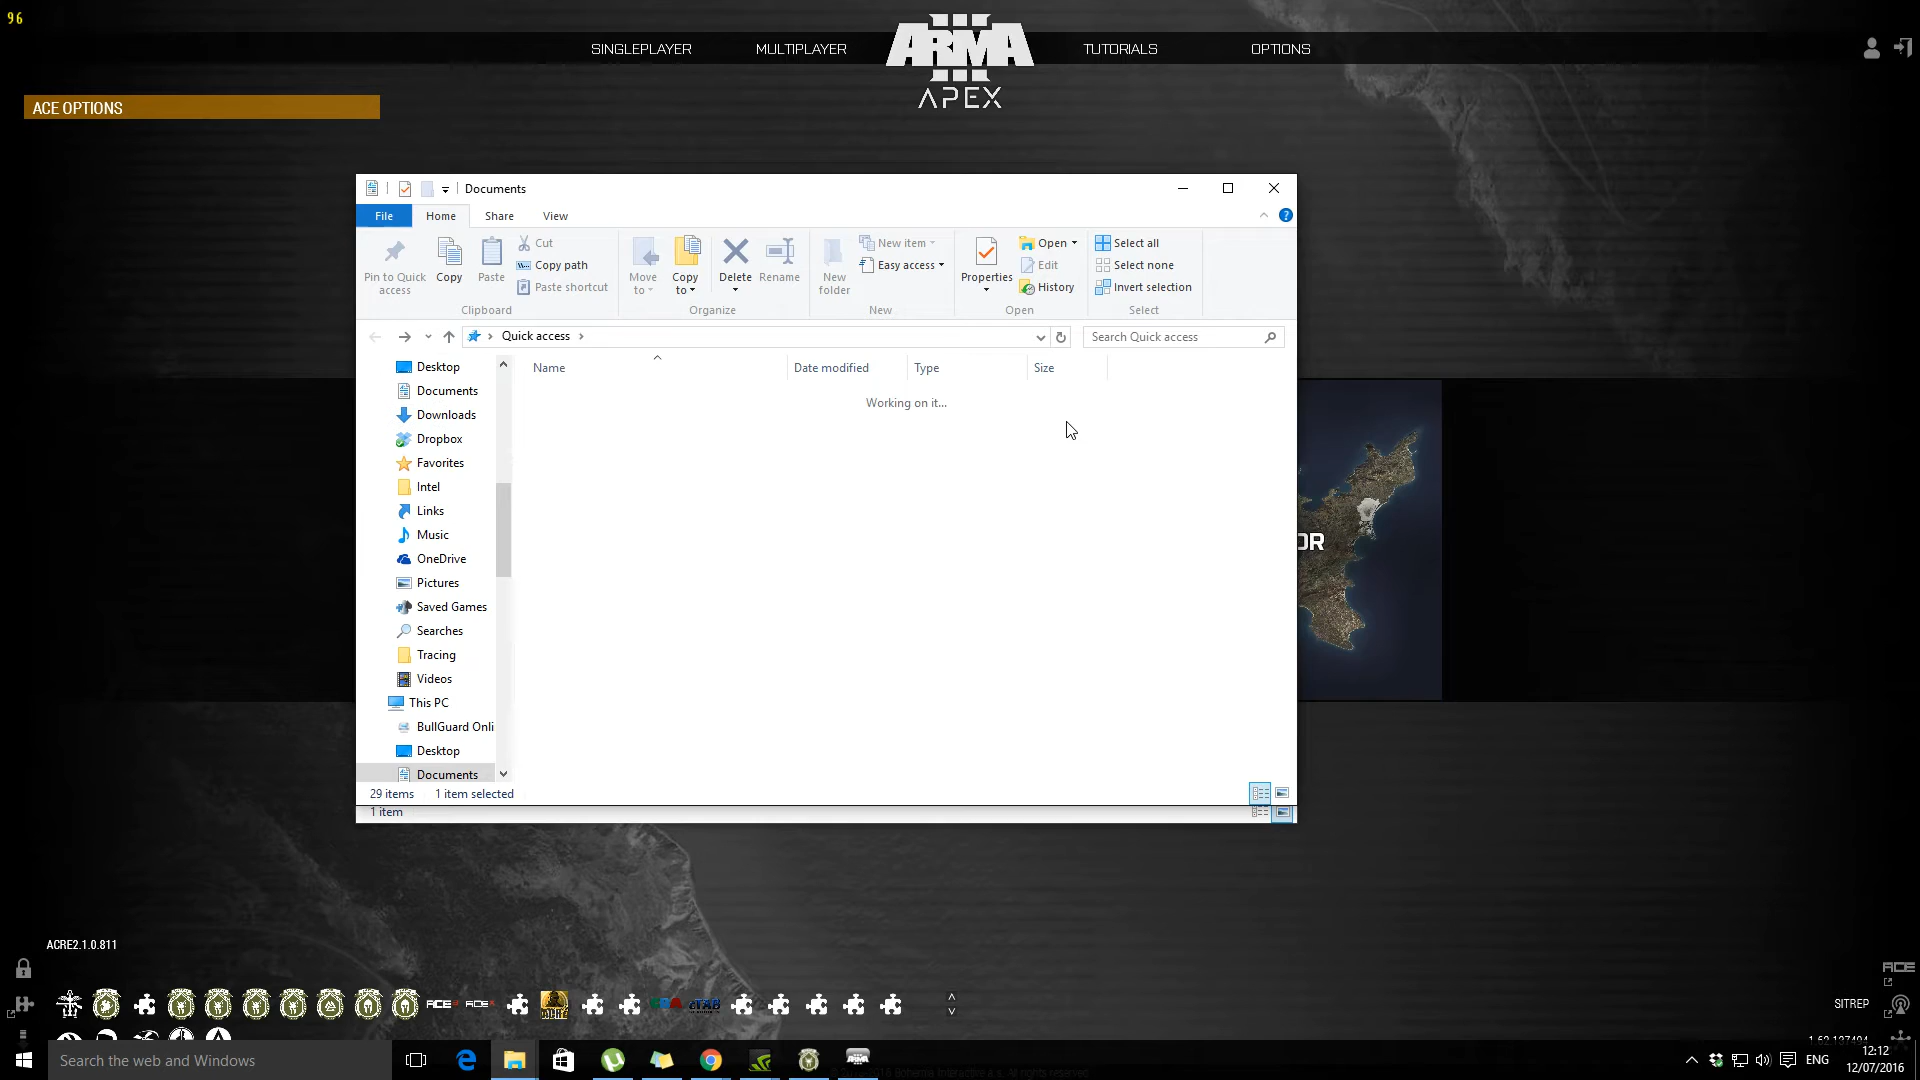 96
SINGLEPLAYER MULTIPLAYER ARMA III APEX TUTORIALS OPTIONS
ACE OPTIONS
Documents
File Home Share View
Pin to Quick access
Copy
Paste
Cut
Copy path
Paste shortcut
Clipboard
Move to
Copy to
Delete
Rename
Organize
New folder
New item
Easy access
New
Properties
Open
Edit
History
Open
Select all
Select none
Invert selection
Select
Quick access
Search Quick access
Name Date modified Type Size
Working on it...
Desktop
Documents
Downloads
Dropbox
Favorites
Intel
Links
Music
OneDrive
Pictures
Saved Games
Searches
Tracing
Videos
This PC
BullGuard Onli
Desktop
Documents
29 items 1 item selected
1 item
OR
ACRE2.1.0.811
ACE
SITREP
Search the web and Windows
ENG
12:12
12/07/2016